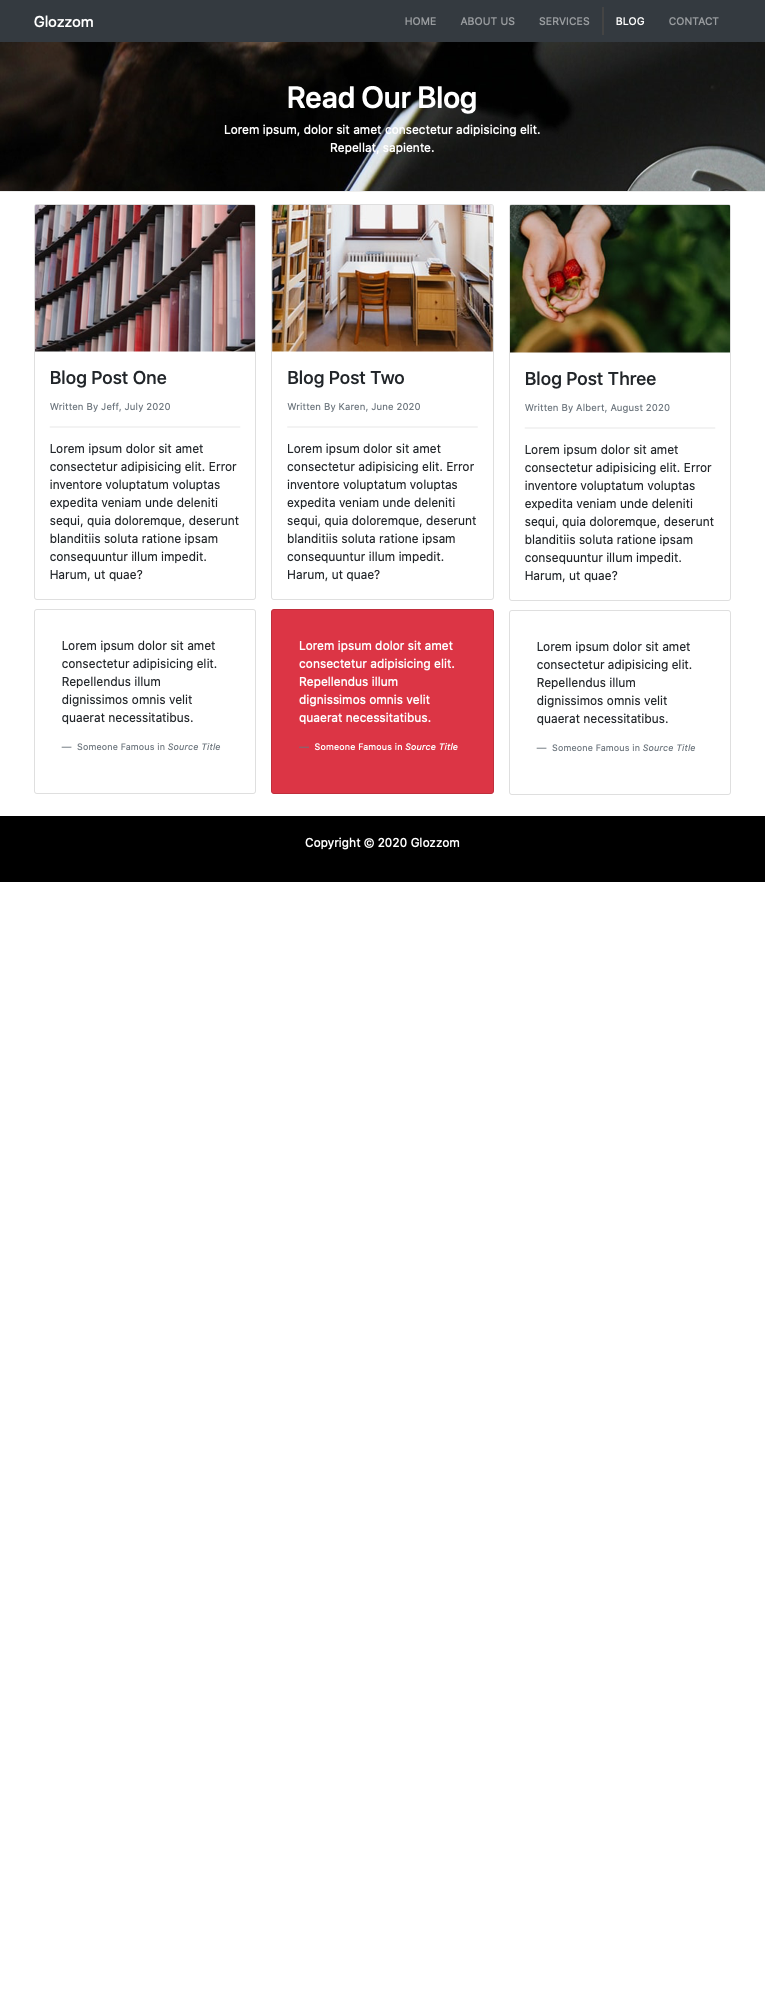 Glozzom
HOME ABOUT US SERVICES BLOG CONTACT
Read Our Blog
Lorem ipsum, dolor sit amet consectetur adipisicing elit.
Repellat, sapiente.
Blog Post One
Written By Jeff, July 2020
Lorem ipsum dolor sit amet
consectetur adipisicing elit. Error
inventore voluptatum voluptas
expedita veniam unde deleniti
sequi, quia doloremque, deserunt
blanditiis soluta ratione ipsam
consequuntur illum impedit.
Harum, ut quae?
Blog Post Two
Written By Karen, June 2020
Lorem ipsum dolor sit amet
consectetur adipisicing elit. Error
inventore voluptatum voluptas
expedita veniam unde deleniti
sequi, quia doloremque, deserunt
blanditiis soluta ratione ipsam
consequuntur illum impedit.
Harum, ut quae?
Blog Post Three
Written By Albert, August 2020
Lorem ipsum dolor sit amet
consectetur adipisicing elit. Error
inventore voluptatum voluptas
expedita veniam unde deleniti
sequi, quia doloremque, deserunt
blanditiis soluta ratione ipsam
consequuntur illum impedit.
Harum, ut quae?
Lorem ipsum dolor sit amet
consectetur adipisicing elit.
Repellendus illum
dignissimos omnis velit
quaerat necessitatibus.
— Someone Famous in Source Title
Lorem ipsum dolor sit amet
consectetur adipisicing elit.
Repellendus illum
dignissimos omnis velit
quaerat necessitatibus.
— Someone Famous in Source Title
Lorem ipsum dolor sit amet
consectetur adipisicing elit.
Repellendus illum
dignissimos omnis velit
quaerat necessitatibus.
— Someone Famous in Source Title
Copyright © 2020 Glozzom